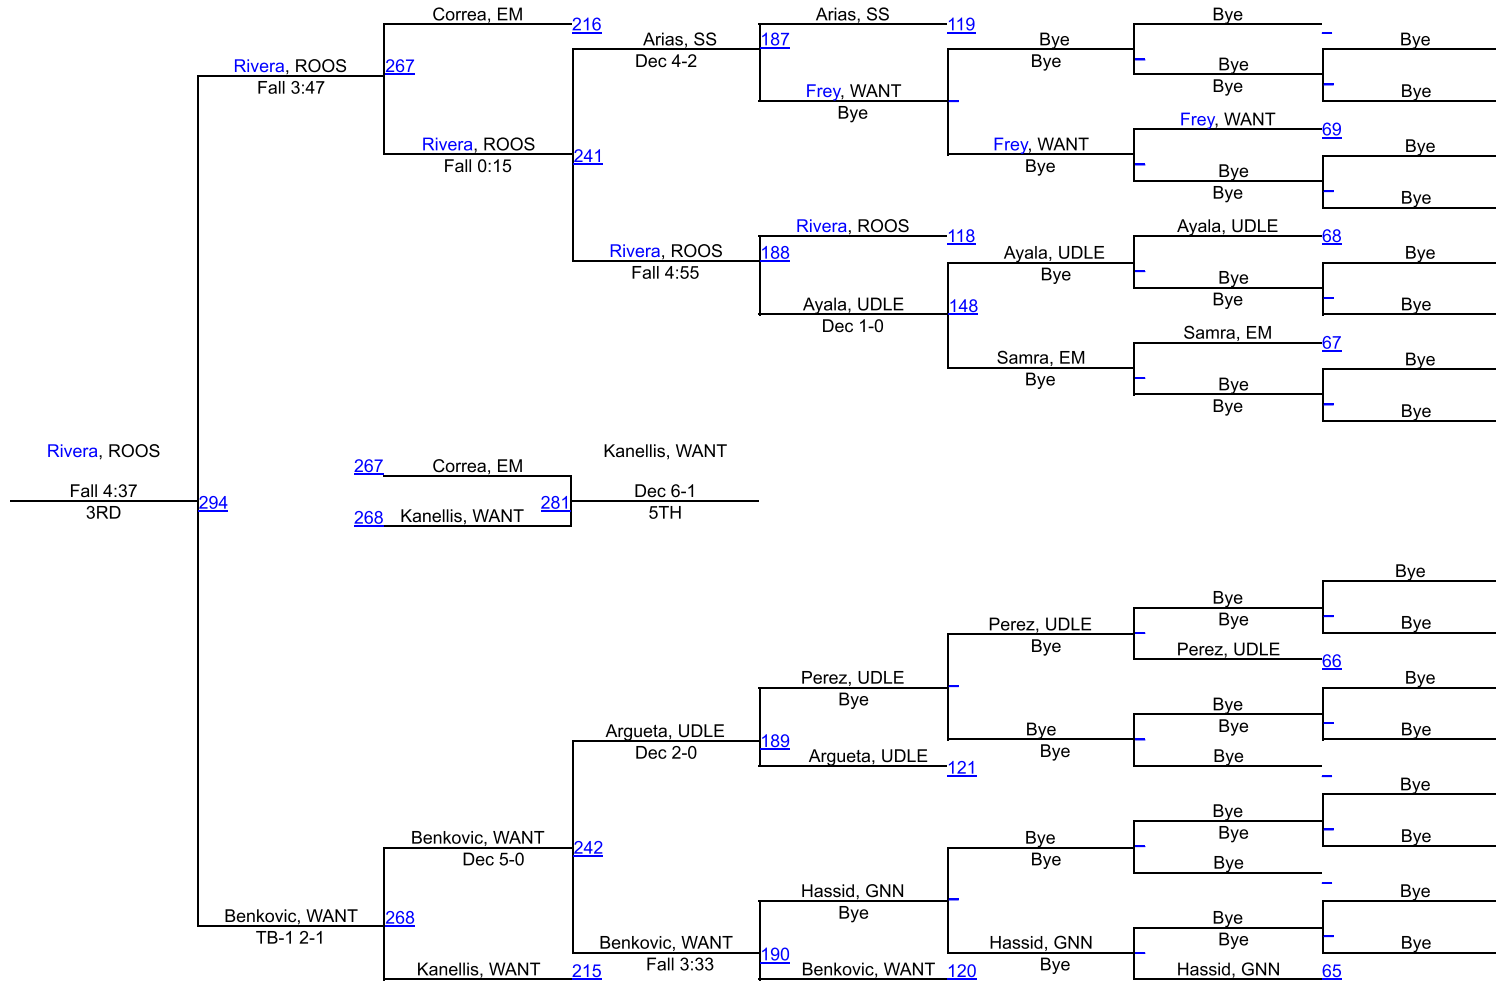 Correa, EM
216
Rivera, ROOS
Fall 3:47
267
Rivera, ROOS
Fall 0:15
241
Arias, SS
Dec 4-2
187
Arias, SS
119
Frey, WANT
Bye
Bye
Bye
Bye
Bye
Bye
Bye
Bye
Frey, WANT
Bye
Frey, WANT
69
Bye
Bye
Bye
Bye
Rivera, ROOS
Fall 4:55
188
Rivera, ROOS
118
Ayala, UDLE
Dec 1-0
148
Ayala, UDLE
Bye
Ayala, UDLE
68
Bye
Bye
Bye
Bye
Samra, EM
Bye
Samra, EM
67
Bye
Bye
Bye
Bye
Rivera, ROOS
Fall 4:37
3RD
294
267
Correa, EM
268
Kanellis, WANT
281
Kanellis, WANT
Dec 6-1
5TH
Benkovic, WANT
TB-1 2-1
268
Benkovic, WANT
Dec 5-0
242
Kanellis, WANT
215
Argueta, UDLE
Dec 2-0
189
Perez, UDLE
Bye
Perez, UDLE
Bye
Bye
Bye
Bye
Bye
Perez, UDLE
66
Bye
Bye
Bye
Bye
Bye
Bye
Bye
Argueta, UDLE
121
Benkovic, WANT
Fall 3:33
190
Hassid, GNN
Bye
Bye
Bye
Bye
Bye
Bye
Bye
Bye
Hassid, GNN
Bye
Bye
Bye
Bye
Bye
Hassid, GNN
65
Benkovic, WANT
120